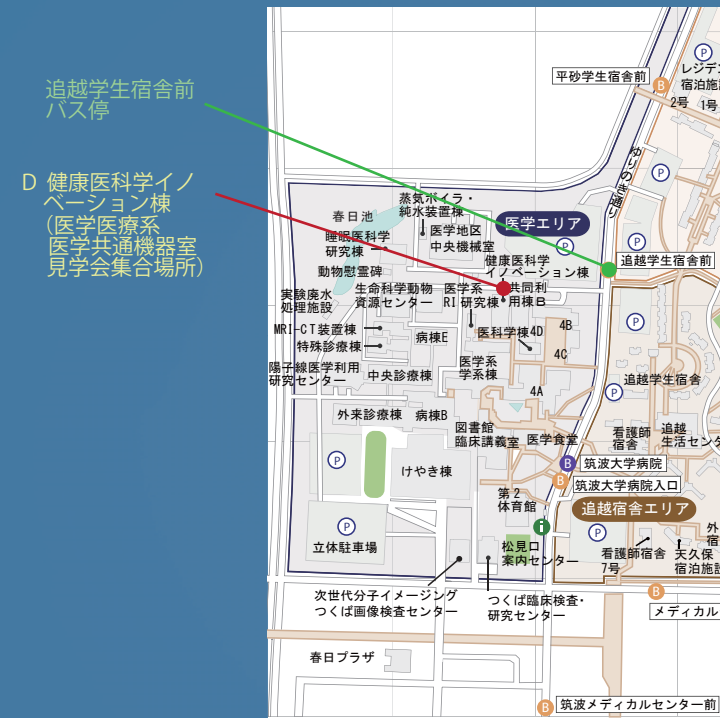 追越学生宿舎前
バス停
D 健康医科学イノ
ベーション棟
(医学医療系
医学共通機器室
見学会集合場所)
平砂学生宿舎前
B
P
レジデン
宿泊施設
2号 1号
ゆりのき通り
P
P
追越学生宿舎前
医学エリア
P
蒸気ボイラ・
純水装置棟
春日池
医学地区
中央機械室
睡眠医科学
研究棟
動物慰霊碑
健康医科学
イノベーション棟
実験廃水
処理施設
生命科学動物
資源センター
医学系
RI 研究棟
共同利
用棟B
MRI-CT装置棟
特殊診療棟
病棟E
医科学棟4D
4B
4C
P
陽子線医学利用
研究センター
中央診療棟
医学系
学系棟
4A
追越学生宿舎
P
外来診療棟
病棟B
図書館
臨床講義室
医学食堂
看護師
宿舎
追越
生活センタ
P
けやき棟
B
筑波大学病院
B
筑波大学病院入口
第2
体育館
追越宿舎エリア
P
立体駐車場
i
P
松見口
案内センター
看護師宿舎
7号
天久保
宿泊施設
外
宿
次世代分子イメージング
つくば画像検査センター
つくば臨床検査・
研究センター
B
メディカル
春日プラザ
B
筑波メディカルセンター前